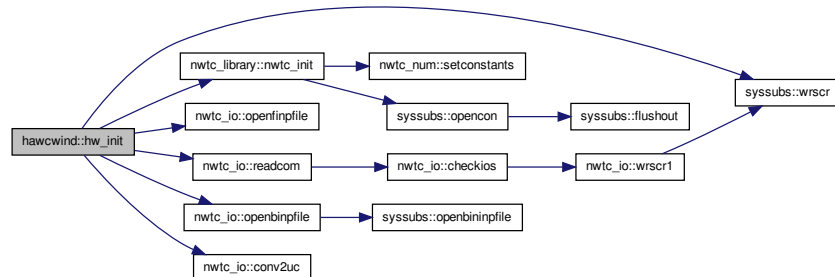 nwtc_library::nwtc_init
nwtc_num::setconstants
syssubs::wrscr
nwtc_io::openfinpfile
syssubs::opencon
syssubs::flushout
hawcwind::hw_init
nwtc_io::readcom
nwtc_io::checkios
nwtc_io::wrscr1
nwtc_io::openbinpfile
syssubs::openbininpfile
nwtc_io::conv2uc